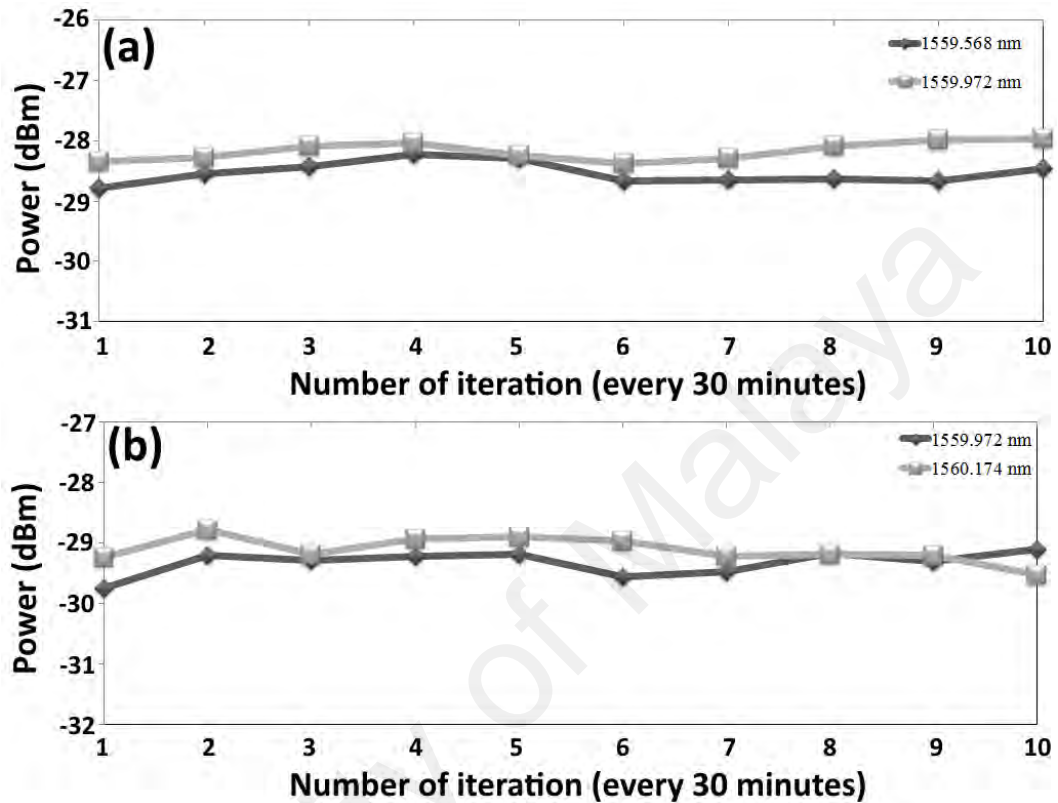 (a)
1559.568 nm
1559.972 nm
Power (dBm)
-26
-27
-28
-29
-30
-31
1 2 3 4 5 6 7 8 9 10
Number of iteration (every 30 minutes)
(b)
1559.972 nm
1560.174 nm
Power (dBm)
-27
-28
-29
-30
-31
-32
1 2 3 4 5 6 7 8 9 10
Number of iteration (every 30 minutes)
y of Malaya